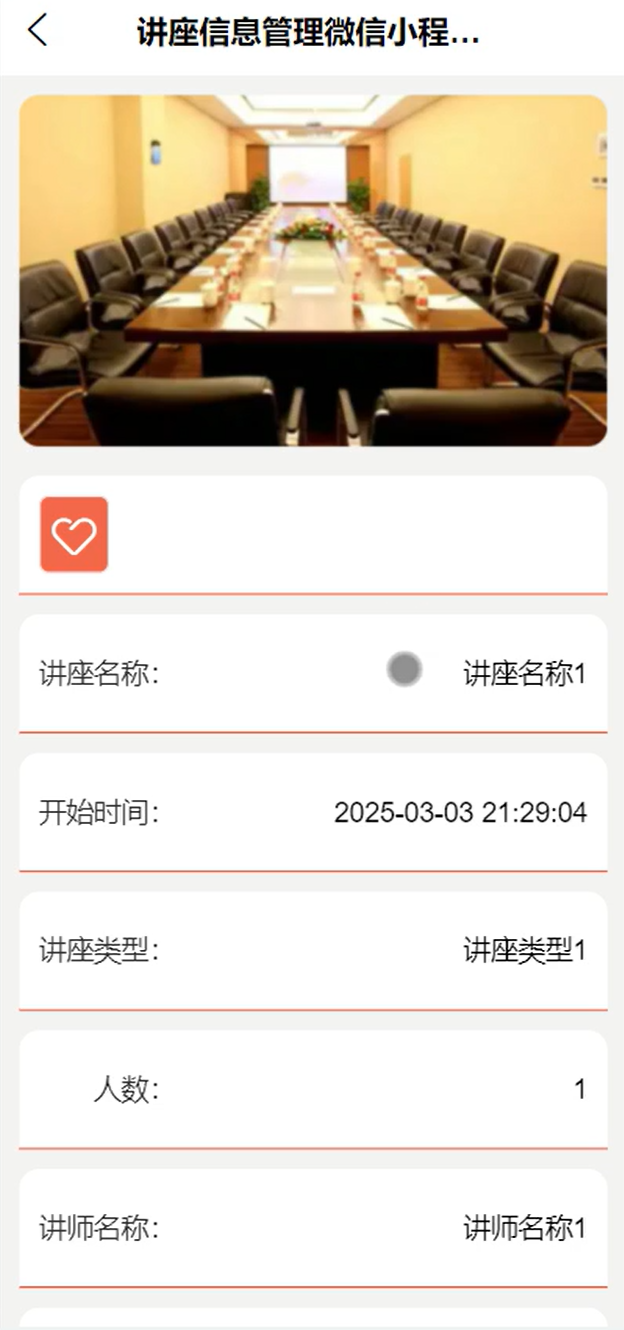 讲座信息管理微信小程...
讲座名称： 讲座名称1
开始时间： 2025-03-03 21:29:04
讲座类型： 讲座类型1
人数： 1
讲师名称： 讲师名称1